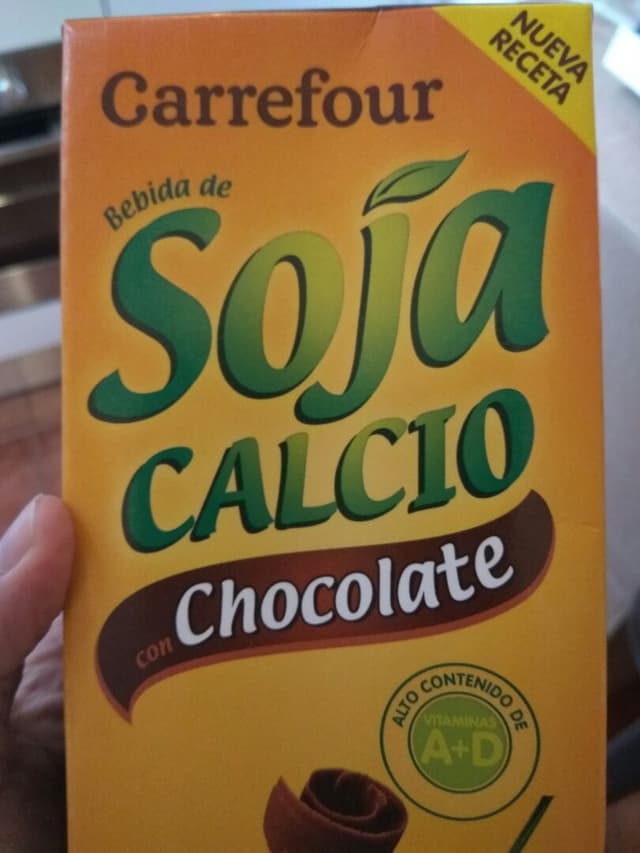 NUEVA
RECETA
Carrefour
Bebida de
Soja
CALCIO
con Chocolate
ALTO CONTENIDO DE
VITAMINAS
A+D